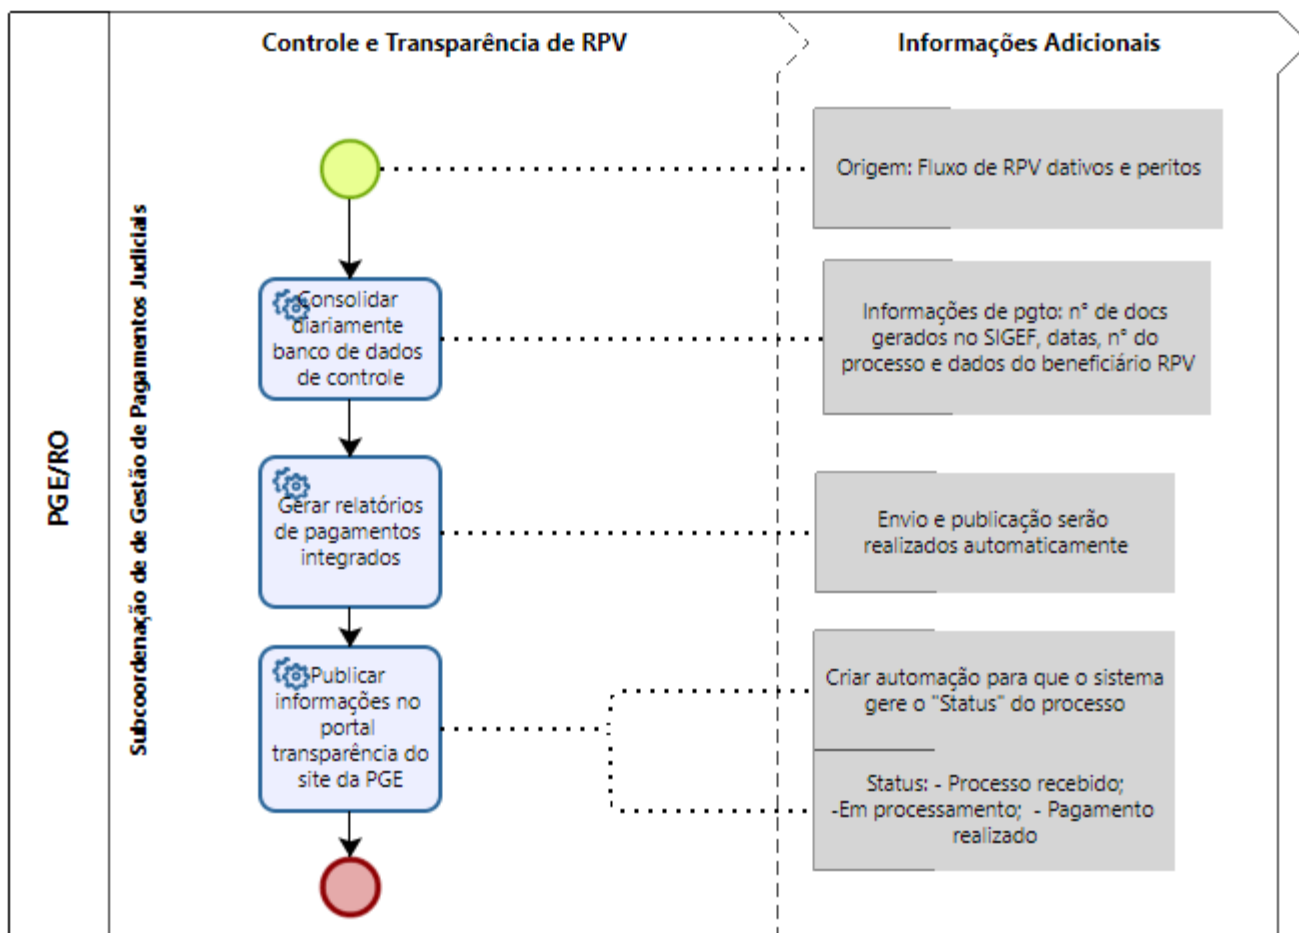 Controle e Transparência de RPV
Informações Adicionais
PGE/RO
Subcoordenação de de Gestão de Pagamentos Judiciais
Origem: Fluxo de RPV dativos e peritos
Consolidar
diariamente
banco de dados
de controle
Informações de pgto: n° de docs
gerados no SIGEF, datas, n° do
processo e dados do beneficiário RPV
Gerar relatórios
de pagamentos
integrados
Envio e publicação serão
realizados automaticamente
Publicar
informações no
portal
transparência do
site da PGE
Criar automação para que o sistema
gere o "Status" do processo
Status: - Processo recebido;
-Em processamento; - Pagamento
realizado